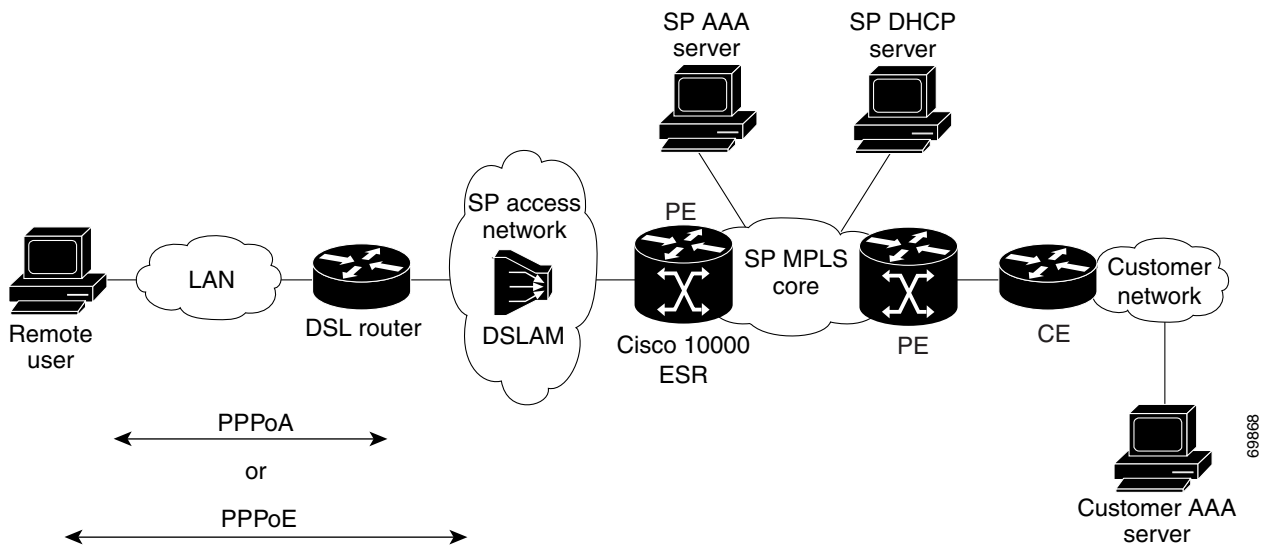 SP AAA
server
SP DHCP
server
SP access
network
PE
LAN
SP MPLS
core
Customer
network
DSL router
DSLAM
Remote
user
Cisco 10000
ESR
PE
CE
PPPoA
or
PPPoE
Customer AAA
server
69868